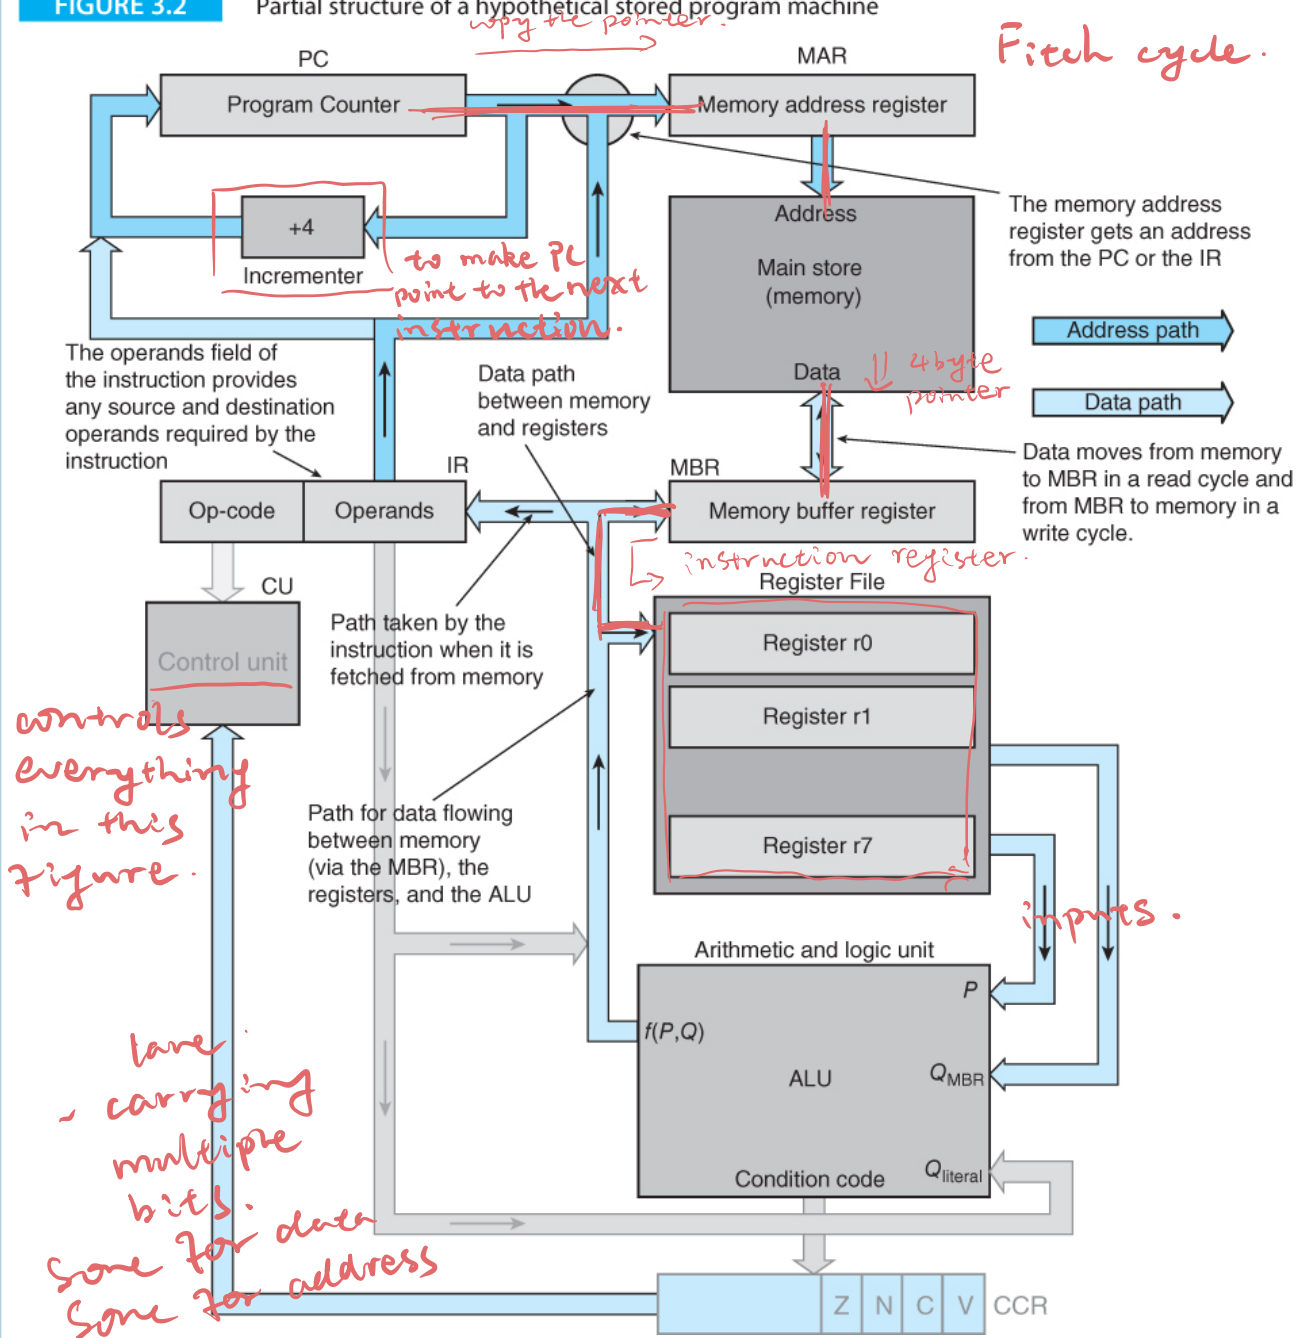 FIGURE 3.2 Partial structure of a hypothetical stored program machine
copy the pointer.
Fitch cycle.
PC
MAR
Program Counter
Memory address register
The memory address
register gets an address
from the PC or the IR
+4
Incrementer
to make PC
point to the next
instruction.
Address
Main store
(memory)
Data
4 byte
pointer
Address path
Data path
The operands field of
the instruction provides
any source and destination
operands required by the
instruction
Data path
between memory
and registers
Data moves from memory
to MBR in a read cycle and
from MBR to memory in a
write cycle.
IR
MBR
Op-code
Operands
Memory buffer register
instruction register.
CU
Control unit
controls
everything
in this
Figure.
Path taken by the
instruction when it is
fetched from memory
Register File
Register r0
Register r1
Register r7
Path for data flowing
between memory
(via the MBR), the
registers, and the ALU
inputs.
Arithmetic and logic unit
P
f(P,Q)
ALU
QMBR
Qliteral
Condition code
lane
- carrying
multiple
bits.
Some for data
Some for address
Z N C V CCR